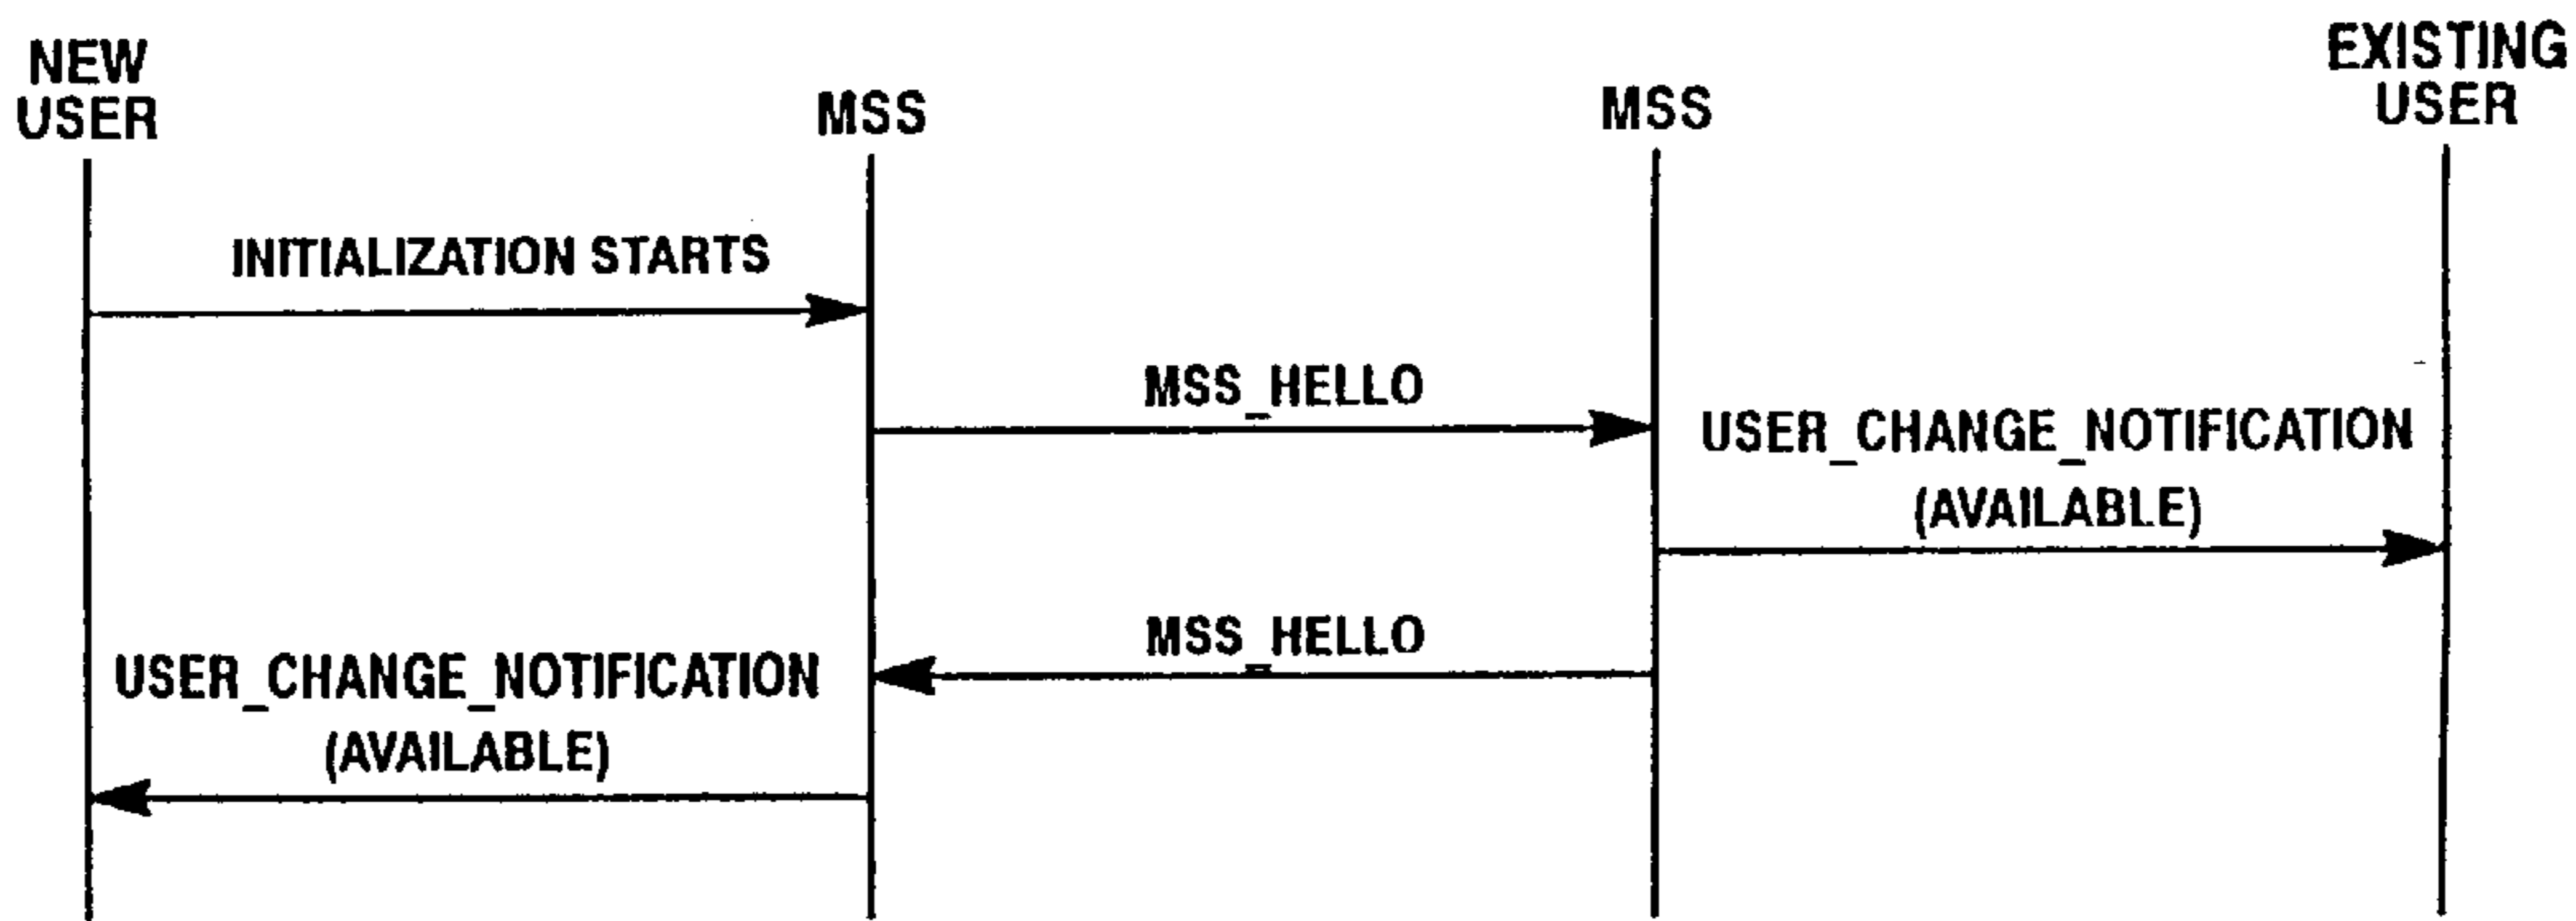 NEW
USER
MSS
MSS
EXISTING
USER
INITIALIZATION STARTS
MSS_HELLO
USER_CHANGE_NOTIFICATION
(AVAILABLE)
MSS_HELLO
USER_CHANGE_NOTIFICATION
(AVAILABLE)